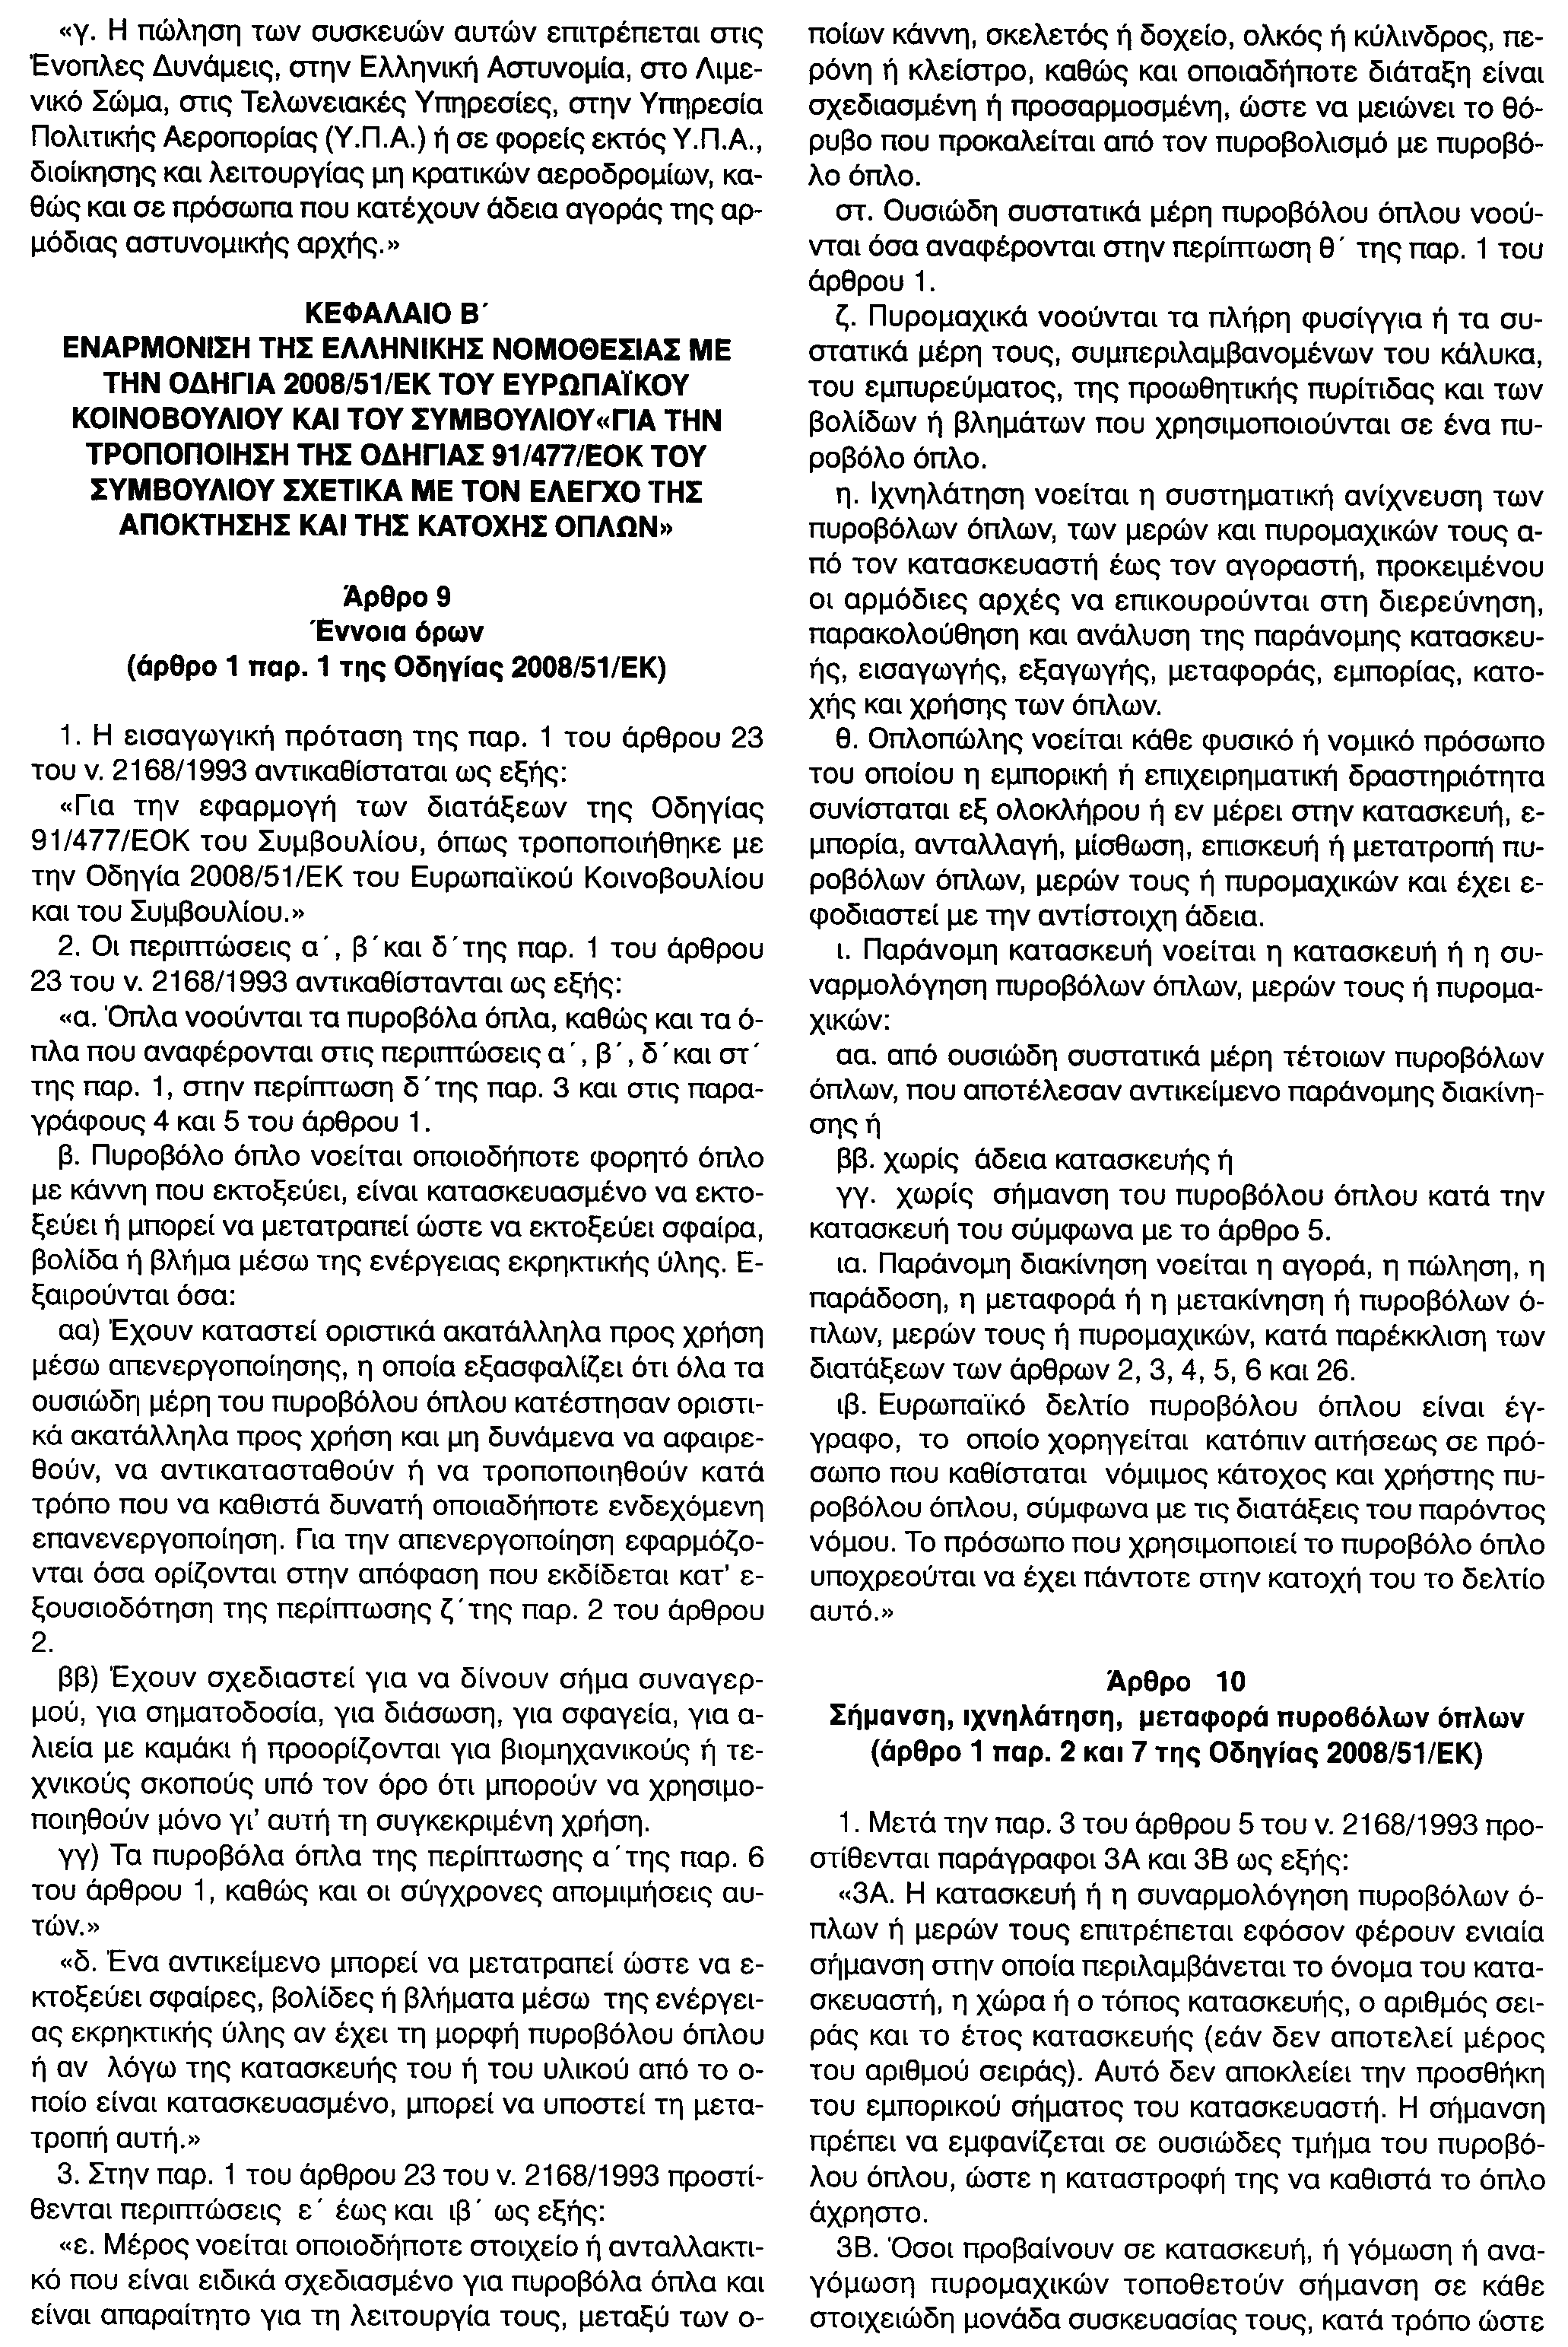 «γ. Η πώληση των συσκευών αυτών επιτρέπεται στις
Ένοπλες Δυνάμεις, στην Ελληνική Αστυνομία, στο Λιμε-
νικό Σώμα, στις Τελωνειακές Υπηρεσίες, στην Υπηρεσία
Πολιτικής Αεροπορίας (Υ.Π.Α.) ή σε φορείς εκτός Υ.Π.Α.,
διοίκησης και λειτουργίας μη κρατικών αεροδρομίων, κα-
θώς και σε πρόσωπα που κατέχουν άδεια αγοράς της αρ-
μόδιας αστυνομικής αρχής.»
ΚΕΦΑΛΑΙΟ Β΄
ΕΝΑΡΜΟΝΙΣΗ ΤΗΣ ΕΛΛΗΝΙΚΗΣ ΝΟΜΟΘΕΣΙΑΣ ΜΕ
ΤΗΝ ΟΔΗΓΙΑ 2008/51/ΕΚ ΤΟΥ ΕΥΡΩΠΑΪΚΟΥ
ΚΟΙΝΟΒΟΥΛΙΟΥ ΚΑΙ ΤΟΥ ΣΥΜΒΟΥΛΙΟΥ«ΓΙΑ ΤΗΝ
ΤΡΟΠΟΠΟΙΗΣΗ ΤΗΣ ΟΔΗΓΙΑΣ 91/477/ΕΟΚ ΤΟΥ
ΣΥΜΒΟΥΛΙΟΥ ΣΧΕΤΙΚΑ ΜΕ ΤΟΝ ΕΛΕΓΧΟ ΤΗΣ
ΑΠΟΚΤΗΣΗΣ ΚΑΙ ΤΗΣ ΚΑΤΟΧΗΣ ΟΠΛΩΝ»
Άρθρο 9
Έννοια όρων
(άρθρο 1 παρ. 1 της Οδηγίας 2008/51/ΕΚ)
1. Η εισαγωγική πρόταση της παρ. 1 του άρθρου 23
του ν. 2168/1993 αντικαθίσταται ως εξής:
«Για την εφαρμογή των διατάξεων της Οδηγίας
91/477/ΕΟΚ του Συμβουλίου, όπως τροποποιήθηκε με
την Οδηγία 2008/51/ΕΚ του Ευρωπαϊκού Κοινοβουλίου
και του Συμβουλίου.»
2. Οι περιπτώσεις α΄, β΄και δ΄της παρ. 1 του άρθρου
23 του ν. 2168/1993 αντικαθίστανται ως εξής:
«α. Όπλα νοούνται τα πυροβόλα όπλα, καθώς και τα ό-
πλα που αναφέρονται στις περιπτώσεις α΄, β΄, δ΄και στ΄
της παρ. 1, στην περίπτωση δ΄της παρ. 3 και στις παρα-
γράφους 4 και 5 του άρθρου 1.
β. Πυροβόλο όπλο νοείται οποιοδήποτε φορητό όπλο
με κάννη που εκτοξεύει, είναι κατασκευασμένο να εκτο-
ξεύει ή μπορεί να μετατραπεί ώστε να εκτοξεύει σφαίρα,
βολίδα ή βλήμα μέσω της ενέργειας εκρηκτικής ύλης. Ε-
ξαιρούνται όσα:
αα) Έχουν καταστεί οριστικά ακατάλληλα προς χρήση
μέσω απενεργοποίησης, η οποία εξασφαλίζει ότι όλα τα
ουσιώδη μέρη του πυροβόλου όπλου κατέστησαν οριστι-
κά ακατάλληλα προς χρήση και μη δυνάμενα να αφαιρε-
θούν, να αντικατασταθούν ή να τροποποιηθούν κατά
τρόπο που να καθιστά δυνατή οποιαδήποτε ενδεχόμενη
επανενεργοποίηση. Για την απενεργοποίηση εφαρμόζο-
νται όσα ορίζονται στην απόφαση που εκδίδεται κατ’ ε-
ξουσιοδότηση της περίπτωσης ζ΄της παρ. 2 του άρθρου
2.
ββ) Έχουν σχεδιαστεί για να δίνουν σήμα συναγερ-
μού, για σηματοδοσία, για διάσωση, για σφαγεία, για α-
λιεία με καμάκι ή προορίζονται για βιομηχανικούς ή τε-
χνικούς σκοπούς υπό τον όρο ότι μπορούν να χρησιμο-
ποιηθούν μόνο γι’ αυτή τη συγκεκριμένη χρήση.
γγ) Τα πυροβόλα όπλα της περίπτωσης α΄της παρ. 6
του άρθρου 1, καθώς και οι σύγχρονες απομιμήσεις αυ-
τών.»
«δ. Ένα αντικείμενο μπορεί να μετατραπεί ώστε να ε-
κτοξεύει σφαίρες, βολίδες ή βλήματα μέσω της ενέργει-
ας εκρηκτικής ύλης αν έχει τη μορφή πυροβόλου όπλου
ή αν λόγω της κατασκευής του ή του υλικού από το ο-
ποίο είναι κατασκευασμένο, μπορεί να υποστεί τη μετα-
τροπή αυτή.»
3. Στην παρ. 1 του άρθρου 23 του ν. 2168/1993 προστί-
θενται περιπτώσεις ε΄ έως και ιβ΄ ως εξής:
«ε. Μέρος νοείται οποιοδήποτε στοιχείο ή ανταλλακτι-
κό που είναι ειδικά σχεδιασμένο για πυροβόλα όπλα και
είναι απαραίτητο για τη λειτουργία τους, μεταξύ των ο-
ποίων κάννη, σκελετός ή δοχείο, ολκός ή κύλινδρος, πε-
ρόνη ή κλείστρο, καθώς και οποιαδήποτε διάταξη είναι
σχεδιασμένη ή προσαρμοσμένη, ώστε να μειώνει το θό-
ρυβο που προκαλείται από τον πυροβολισμό με πυροβό-
λο όπλο.
στ. Ουσιώδη συστατικά μέρη πυροβόλου όπλου νοού-
νται όσα αναφέρονται στην περίπτωση θ΄ της παρ. 1 του
άρθρου 1.
ζ. Πυρομαχικά νοούνται τα πλήρη φυσίγγια ή τα συ-
στατικά μέρη τους, συμπεριλαμβανομένων του κάλυκα,
του εμπυρεύματος, της προωθητικής πυρίτιδας και των
βολίδων ή βλημάτων που χρησιμοποιούνται σε ένα πυ-
ροβόλο όπλο.
η. Ιχνηλάτηση νοείται η συστηματική ανίχνευση των
πυροβόλων όπλων, των μερών και πυρομαχικών τους α-
πό τον κατασκευαστή έως τον αγοραστή, προκειμένου
οι αρμόδιες αρχές να επικουρούνται στη διερεύνηση,
παρακολούθηση και ανάλυση της παράνομης κατασκευ-
ής, εισαγωγής, εξαγωγής, μεταφοράς, εμπορίας, κατο-
χής και χρήσης των όπλων.
θ. Οπλοπώλης νοείται κάθε φυσικό ή νομικό πρόσωπο
του οποίου η εμπορική ή επιχειρηματική δραστηριότητα
συνίσταται εξ ολοκλήρου ή εν μέρει στην κατασκευή, ε-
μπορία, ανταλλαγή, μίσθωση, επισκευή ή μετατροπή πυ-
ροβόλων όπλων, μερών τους ή πυρομαχικών και έχει ε-
φοδιαστεί με την αντίστοιχη άδεια.
ι. Παράνομη κατασκευή νοείται η κατασκευή ή η συ-
ναρμολόγηση πυροβόλων όπλων, μερών τους ή πυρομα-
χικών:
αα. από ουσιώδη συστατικά μέρη τέτοιων πυροβόλων
όπλων, που αποτέλεσαν αντικείμενο παράνομης διακίνη-
σης ή
ββ. χωρίς άδεια κατασκευής ή
γγ. χωρίς σήμανση του πυροβόλου όπλου κατά την
κατασκευή του σύμφωνα με το άρθρο 5.
ια. Παράνομη διακίνηση νοείται η αγορά, η πώληση, η
παράδοση, η μεταφορά ή η μετακίνηση ή πυροβόλων ό-
πλων, μερών τους ή πυρομαχικών, κατά παρέκκλιση των
διατάξεων των άρθρων 2, 3, 4, 5, 6 και 26.
ιβ. Ευρωπαϊκό δελτίο πυροβόλου όπλου είναι έγ-
γραφο, το οποίο χορηγείται κατόπιν αιτήσεως σε πρό-
σωπο που καθίσταται νόμιμος κάτοχος και χρήστης πυ-
ροβόλου όπλου, σύμφωνα με τις διατάξεις του παρόντος
νόμου. Το πρόσωπο που χρησιμοποιεί το πυροβόλο όπλο
υποχρεούται να έχει πάντοτε στην κατοχή του το δελτίο
αυτό.»
Άρθρο 10
Σήμανση, ιχνηλάτηση, μεταφορά πυροβόλων όπλων
(άρθρο 1 παρ. 2 και 7 της Οδηγίας 2008/51/ΕΚ)
1. Μετά την παρ. 3 του άρθρου 5 του ν. 2168/1993 προ-
στίθενται παράγραφοι 3Α και 3Β ως εξής:
«3Α. Η κατασκευή ή η συναρμολόγηση πυροβόλων ό-
πλων ή μερών τους επιτρέπεται εφόσον φέρουν ενιαία
σήμανση στην οποία περιλαμβάνεται το όνομα του κατα-
σκευαστή, η χώρα ή ο τόπος κατασκευής, ο αριθμός σει-
ράς και το έτος κατασκευής (εάν δεν αποτελεί μέρος
του αριθμού σειράς). Αυτό δεν αποκλείει την προσθήκη
του εμπορικού σήματος του κατασκευαστή. Η σήμανση
πρέπει να εμφανίζεται σε ουσιώδες τμήμα του πυροβό-
λου όπλου, ώστε η καταστροφή της να καθιστά το όπλο
άχρηστο.
3Β. Όσοι προβαίνουν σε κατασκευή, ή γόμωση ή ανα-
γόμωση πυρομαχικών τοποθετούν σήμανση σε κάθε
στοιχειώδη μονάδα συσκευασίας τους, κατά τρόπο ώστε